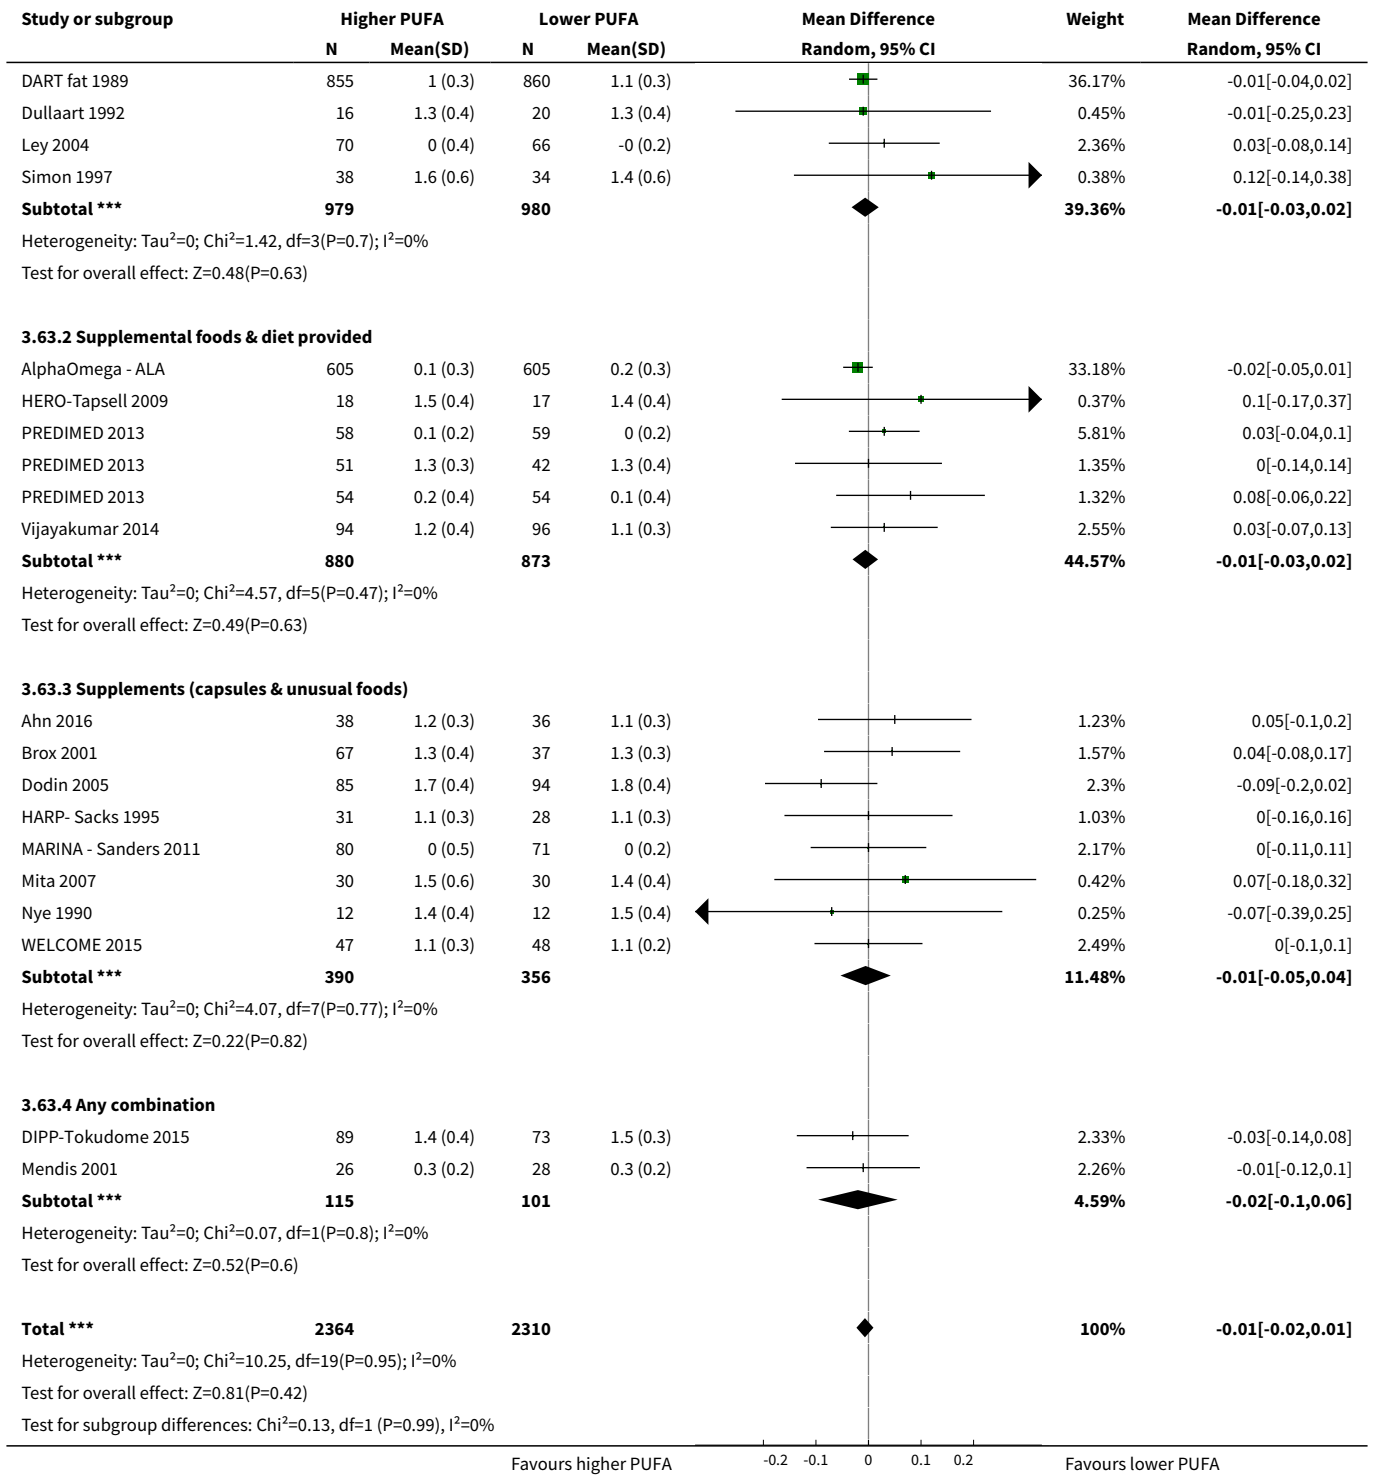 Study or subgroup Higher PUFA Lower PUFA Mean Difference Weight Mean Difference
N Mean(SD) N Mean(SD) Random, 95% CI Random, 95% CI
DART fat 1989 855 1 (0.3) 860 1.1 (0.3) 36.17% -0.01[-0.04,0.02]
Dullaart 1992 16 1.3 (0.4) 20 1.3 (0.4) 0.45% -0.01[-0.25,0.23]
Ley 2004 70 0 (0.4) 66 -0 (0.2) 2.36% 0.03[-0.08,0.14]
Simon 1997 38 1.6 (0.6) 34 1.4 (0.6) 0.38% 0.12[-0.14,0.38]
Subtotal *** 979 980 39.36% -0.01[-0.03,0.02]
Heterogeneity: Tau²=0; Chi²=1.42, df=3(P=0.7); I²=0%
Test for overall effect: Z=0.48(P=0.63)
3.63.2 Supplemental foods & diet provided
AlphaOmega - ALA 605 0.1 (0.3) 605 0.2 (0.3) 33.18% -0.02[-0.05,0.01]
HERO-Tapsell 2009 18 1.5 (0.4) 17 1.4 (0.4) 0.37% 0.1[-0.17,0.37]
PREDIMED 2013 58 0.1 (0.2) 59 0 (0.2) 5.81% 0.03[-0.04,0.1]
PREDIMED 2013 51 1.3 (0.3) 42 1.3 (0.4) 1.35% 0[-0.14,0.14]
PREDIMED 2013 54 0.2 (0.4) 54 0.1 (0.4) 1.32% 0.08[-0.06,0.22]
Vijayakumar 2014 94 1.2 (0.4) 96 1.1 (0.3) 2.55% 0.03[-0.07,0.13]
Subtotal *** 880 873 44.57% -0.01[-0.03,0.02]
Heterogeneity: Tau²=0; Chi²=4.57, df=5(P=0.47); I²=0%
Test for overall effect: Z=0.49(P=0.63)
3.63.3 Supplements (capsules & unusual foods)
Ahn 2016 38 1.2 (0.3) 36 1.1 (0.3) 1.23% 0.05[-0.1,0.2]
Brox 2001 67 1.3 (0.4) 37 1.3 (0.3) 1.57% 0.04[-0.08,0.17]
Dodin 2005 85 1.7 (0.4) 94 1.8 (0.4) 2.3% -0.09[-0.2,0.02]
HARP- Sacks 1995 31 1.1 (0.3) 28 1.1 (0.3) 1.03% 0[-0.16,0.16]
MARINA - Sanders 2011 80 0 (0.5) 71 0 (0.2) 2.17% 0[-0.11,0.11]
Mita 2007 30 1.5 (0.6) 30 1.4 (0.4) 0.42% 0.07[-0.18,0.32]
Nye 1990 12 1.4 (0.4) 12 1.5 (0.4) 0.25% -0.07[-0.39,0.25]
WELCOME 2015 47 1.1 (0.3) 48 1.1 (0.2) 2.49% 0[-0.1,0.1]
Subtotal *** 390 356 11.48% -0.01[-0.05,0.04]
Heterogeneity: Tau²=0; Chi²=4.07, df=7(P=0.77); I²=0%
Test for overall effect: Z=0.22(P=0.82)
3.63.4 Any combination
DIPP-Tokudome 2015 89 1.4 (0.4) 73 1.5 (0.3) 2.33% -0.03[-0.14,0.08]
Mendis 2001 26 0.3 (0.2) 28 0.3 (0.2) 2.26% -0.01[-0.12,0.1]
Subtotal *** 115 101 4.59% -0.02[-0.1,0.06]
Heterogeneity: Tau²=0; Chi²=0.07, df=1(P=0.8); I²=0%
Test for overall effect: Z=0.52(P=0.6)
Total *** 2364 2310 100% -0.01[-0.02,0.01]
Heterogeneity: Tau²=0; Chi²=10.25, df=19(P=0.95); I²=0%
Test for overall effect: Z=0.81(P=0.42)
Test for subgroup differences: Chi²=0.13, df=1 (P=0.99), I²=0%
Favours higher PUFA -0.2 -0.1 0 0.1 0.2 Favours lower PUFA